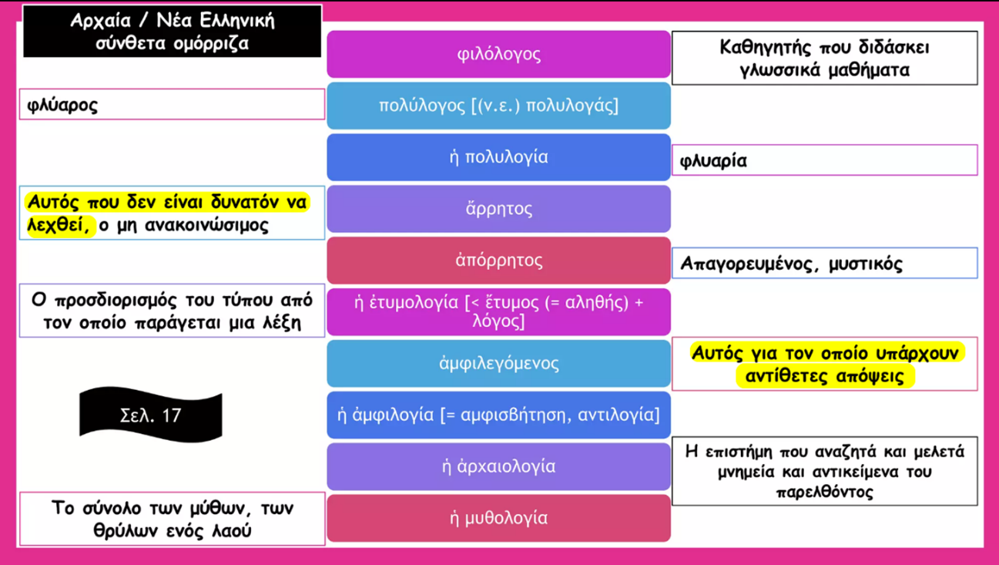 Αρχαία / Νέα Ελληνική
σύνθετα ομόρριζα
φιλόλογος
Καθηγητής που διδάσκει
γλωσσικά μαθήματα
φλύαρος
πολύλογος [(ν.ε.) πολυλογάς]
ἡ πολυλογία
φλυαρία
Αυτός που δεν είναι δυνατόν να
λεχθεί, ο μη ανακοινώσιμος
ἄρρητος
ἀπόρρητος
Απαγορευμένος, μυστικός
Ο προσδιορισμός του τύπου από
τον οποίο παράγεται μια λέξη
ἡ ἐτυμολογία [< ἔτυμος (= αληθής) +
λόγος]
ἀμφιλεγόμενος
Αυτός για τον οποίο υπάρχουν
αντίθετες απόψεις
Σελ. 17
ἡ ἀμφιλογία [= αμφισβήτηση, αντιλογία]
ἡ ἀρχαιολογία
Η επιστήμη που αναζητά και μελετά
μνημεία και αντικείμενα του
παρελθόντος
Το σύνολο των μύθων, των
θρύλων ενός λαού
ἡ μυθολογία